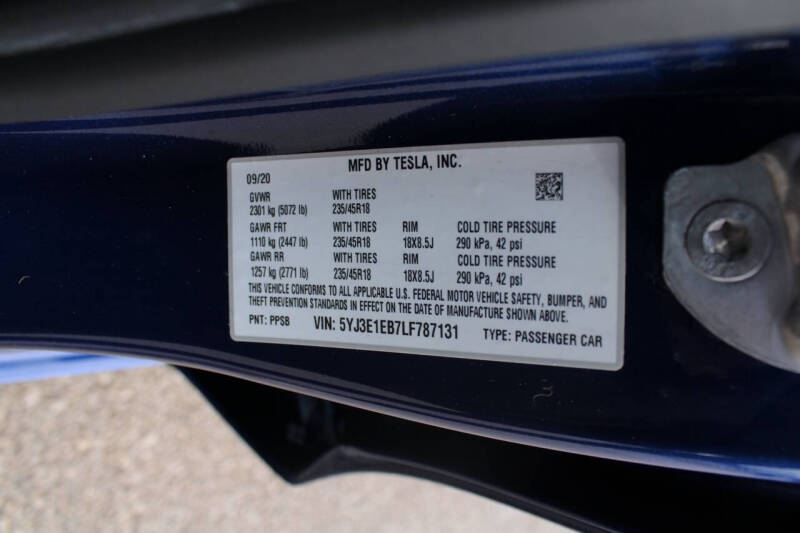 MFD BY TESLA, INC.
09/20
GVWR WITH TIRES
2301 kg (5072 lb) 235/45R18
GAWR FRT WITH TIRES RIM COLD TIRE PRESSURE
1110 kg (2447 lb) 235/45R18 18X8.5J 290 kPa, 42 psi
GAWR RR WITH TIRES RIM COLD TIRE PRESSURE
1257 kg (2771 lb) 235/45R18 18X8.5J 290 kPa, 42 psi
THIS VEHICLE CONFORMS TO ALL APPLICABLE U.S. FEDERAL MOTOR VEHICLE SAFETY, BUMPER, AND
THEFT PREVENTION STANDARDS IN EFFECT ON THE DATE OF MANUFACTURE SHOWN ABOVE.
PNT: PPSB VIN: 5YJ3E1EB7LF787131 TYPE: PASSENGER CAR